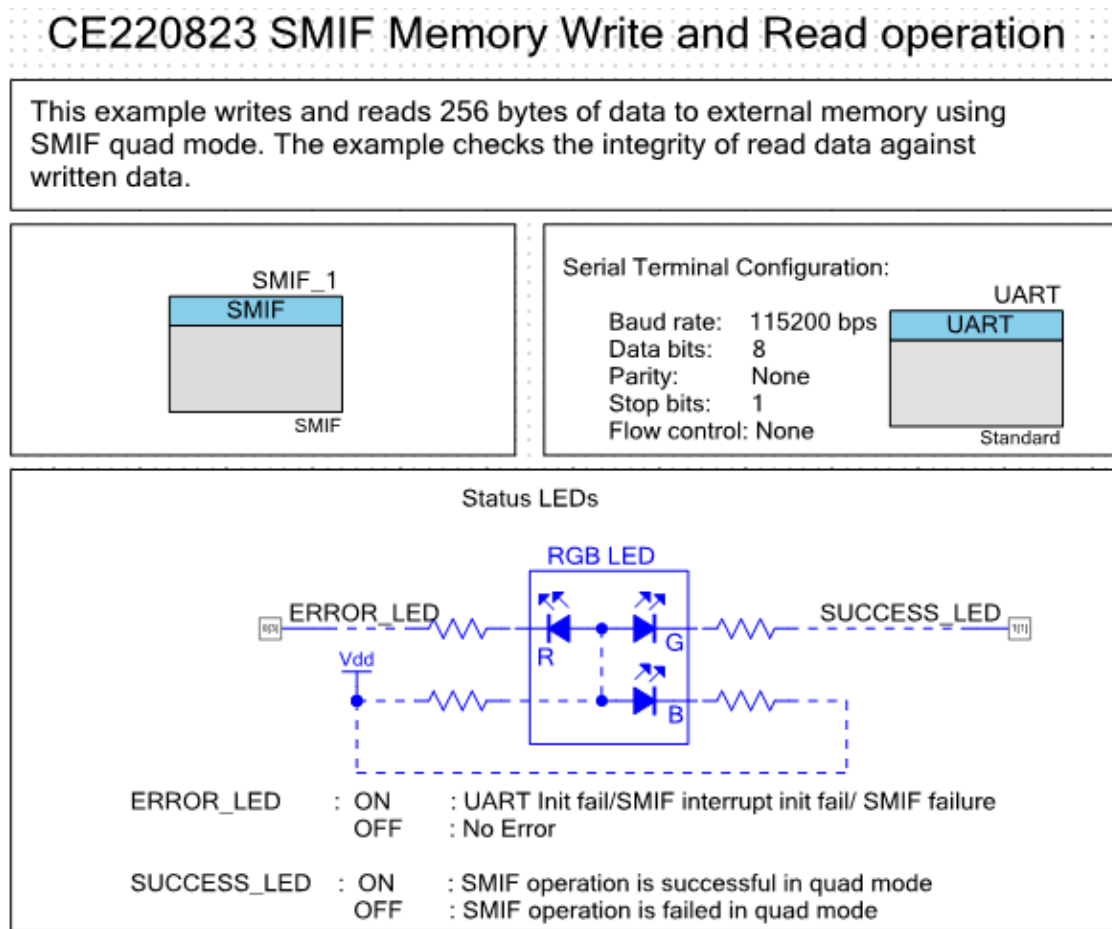 CE220823 SMIF Memory Write and Read operation
This example writes and reads 256 bytes of data to external memory using
SMIF quad mode. The example checks the integrity of read data against
written data.
SMIF_1
SMIF
SMIF
Serial Terminal Configuration:
UART
UART
Baud rate: 115200 bps
Data bits: 8
Parity: None
Stop bits: 1
Flow control: None
Standard
Status LEDs
RGB LED
ERROR_LED
SUCCESS_LED
R
G
Vdd
B
ERROR_LED : ON : UART Init fail/SMIF interrupt init fail/ SMIF failure
OFF : No Error
SUCCESS_LED : ON : SMIF operation is successful in quad mode
OFF : SMIF operation is failed in quad mode